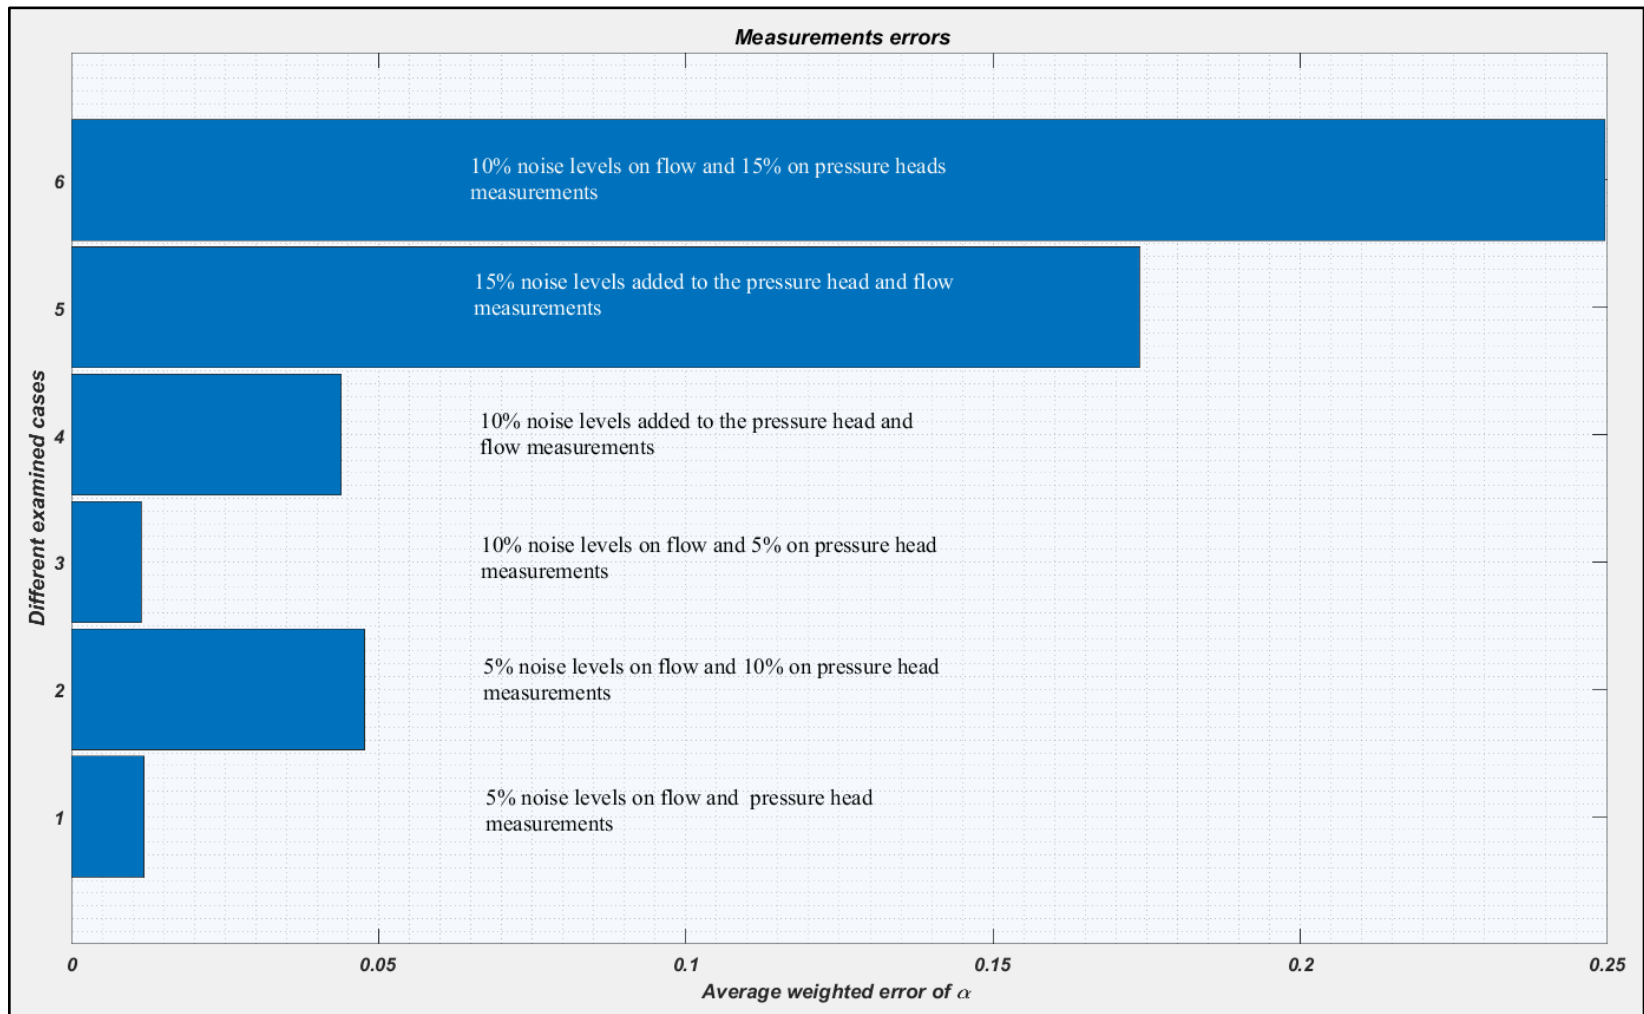 Measurements errors
6
10% noise levels on flow and 15% on pressure heads
measurements
5
15% noise levels added to the pressure head and flow
measurements
4
10% noise levels added to the pressure head and
flow measurements
3
10% noise levels on flow and 5% on pressure head
measurements
2
5% noise levels on flow and 10% on pressure head
measurements
1
5% noise levels on flow and  pressure head
measurements
Different examined cases
0 0.05 0.1 0.15 0.2 0.25
Average weighted error of α